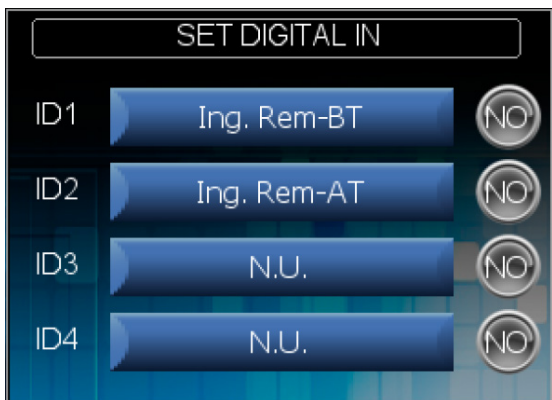 SET DIGITAL IN
ID1 Ing. Rem-BT NO
ID2 Ing. Rem-AT NO
ID3 N.U. NO
ID4 N.U. NO